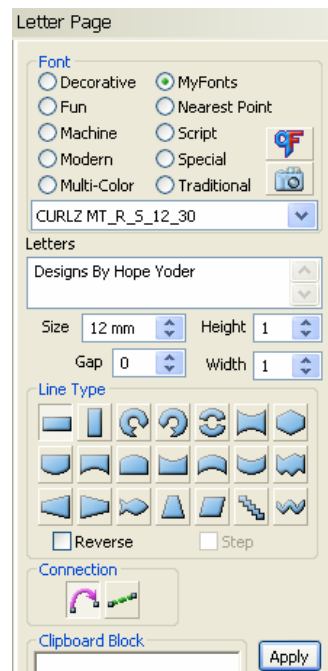 Letter Page
Font
Decorative MyFonts
Fun Nearest Point
Machine Script
Modern Special
Multi-Color Traditional
CURLZ MT_R_S_12_30
Letters
Designs By Hope Yoder
Size 12 mm Height 1
Gap 0 Width 1
Line Type
Reverse Step
Connection
Clipboard Block
Apply